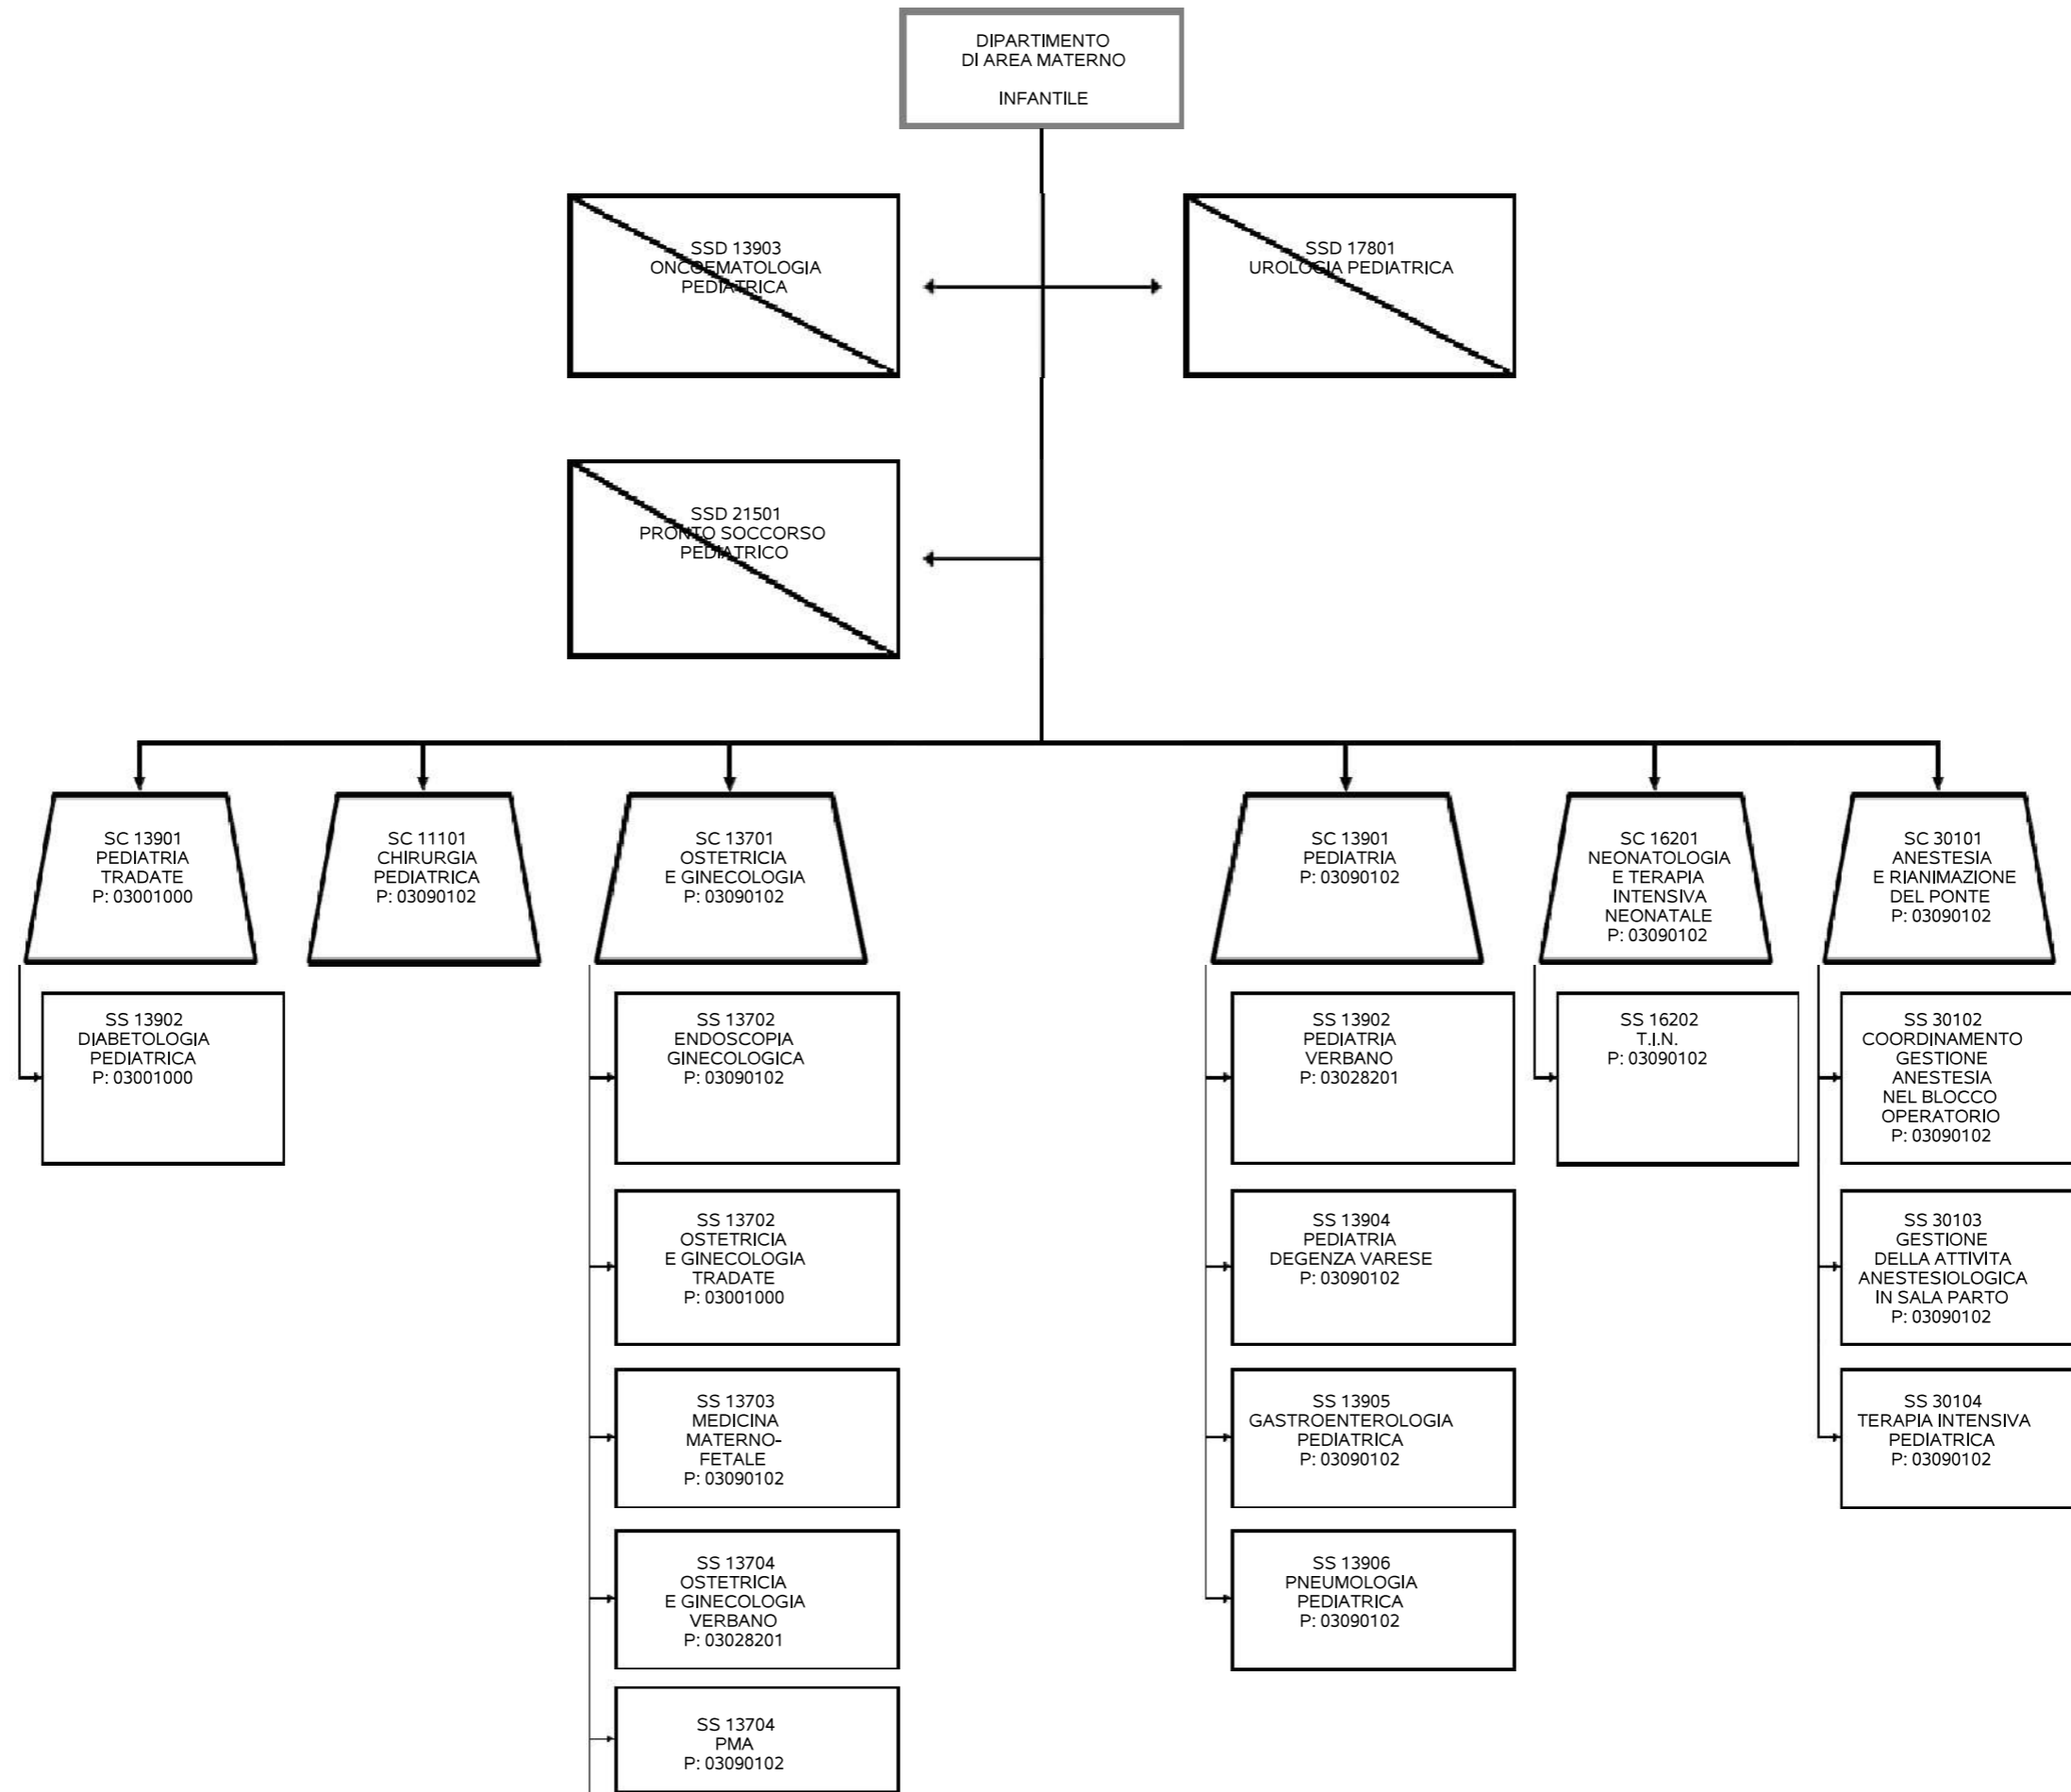 DIPARTIMENTO
DI AREA MATERNO
INFANTILE
SSD 13903
ONCOEMATOLOGIA
PEDIATRICA
SSD 17801
UROLOGIA PEDIATRICA
SSD 21501
PRONTO SOCCORSO
PEDIATRICO
SC 13901
PEDIATRIA
TRADATE
P: 03001000
SC 11101
CHIRURGIA
PEDIATRICA
P: 03090102
SC 13701
OSTETRICIA
E GINECOLOGIA
P: 03090102
SC 13901
PEDIATRIA
P: 03090102
SC 16201
NEONATOLOGIA
E TERAPIA
INTENSIVA
NEONATALE
P: 03090102
SC 30101
ANESTESIA
E RIANIMAZIONE
DEL PONTE
P: 03090102
SS 13902
DIABETOLOGIA
PEDIATRICA
P: 03001000
SS 13702
ENDOSCOPIA
GINECOLOGICA
P: 03090102
SS 13902
PEDIATRIA
VERBANO
P: 03028201
SS 16202
T.I.N.
P: 03090102
SS 30102
COORDINAMENTO
GESTIONE
ANESTESIA
NEL BLOCCO
OPERATORIO
P: 03090102
SS 13702
OSTETRICIA
E GINECOLOGIA
TRADATE
P: 03001000
SS 13904
PEDIATRIA
DEGENZA VARESE
P: 03090102
SS 30103
GESTIONE
DELLA ATTIVITA
ANESTESIOLOGICA
IN SALA PARTO
P: 03090102
SS 13703
MEDICINA
MATERNO-
FETALE
P: 03090102
SS 13905
GASTROENTEROLOGIA
PEDIATRICA
P: 03090102
SS 30104
TERAPIA INTENSIVA
PEDIATRICA
P: 03090102
SS 13704
OSTETRICIA
E GINECOLOGIA
VERBANO
P: 03028201
SS 13906
PNEUMOLOGIA
PEDIATRICA
P: 03090102
SS 13704
PMA
P: 03090102